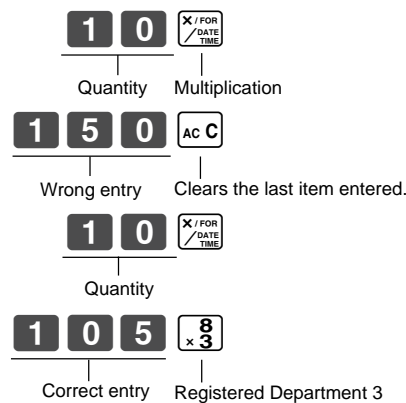 1 0 ×/FOR /DATE TIME
Quantity Multiplication
1 5 0 AC C
Wrong entry Clears the last item entered.
1 0 ×/FOR /DATE TIME
Quantity
1 0 5 8 × 3
Correct entry Registered Department 3